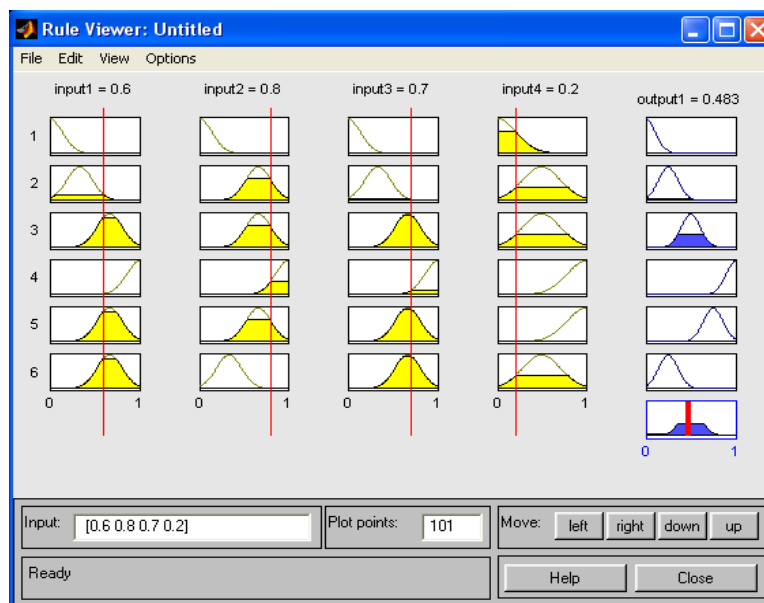 Rule Viewer: Untitled
File Edit View Options
input1 = 0.6 input2 = 0.8 input3 = 0.7 input4 = 0.2 output1 = 0.483
1
2
3
4
5
6
0 1 0 1 0 1 0 1
0 1
Input: [0.6 0.8 0.7 0.2] Plot points: 101 Move: left right down up
Ready Help Close